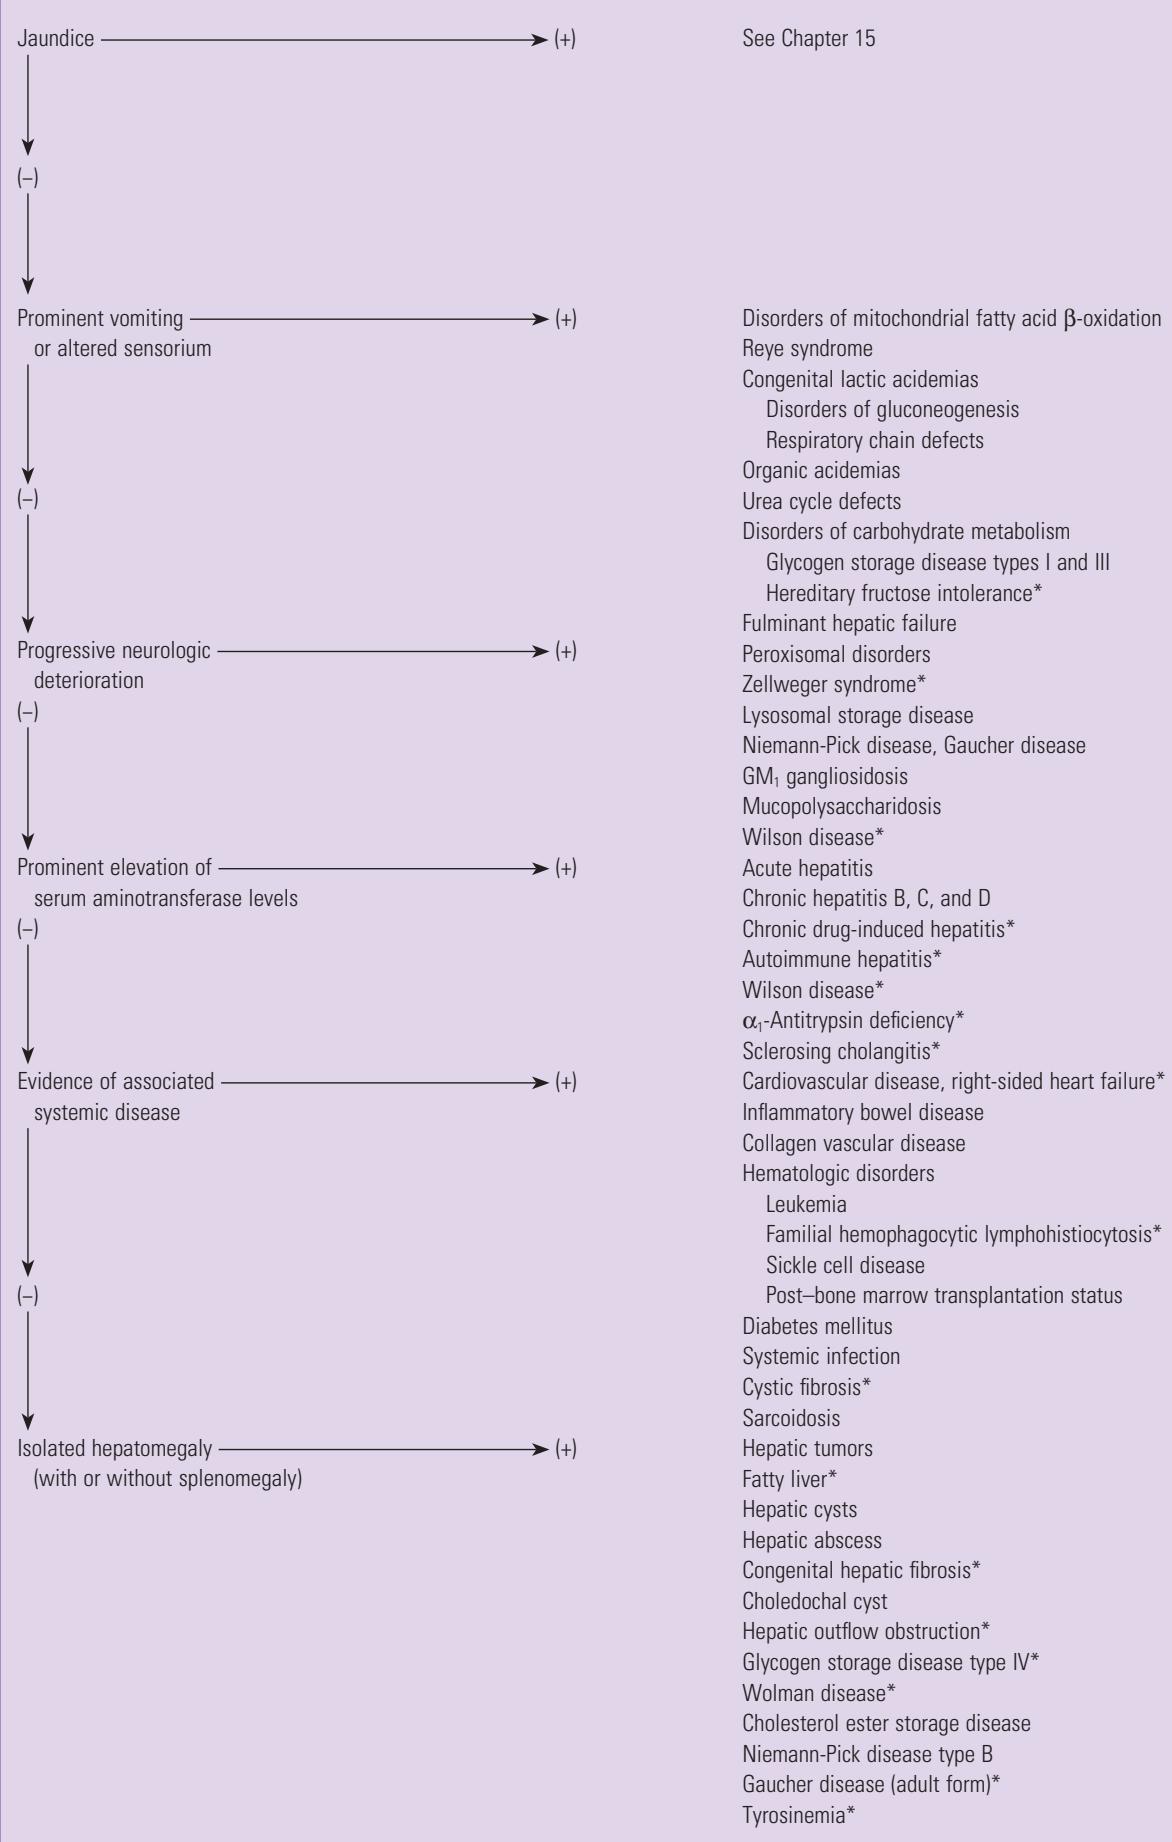 Jaundice (+) See Chapter 15
(–)
Prominent vomiting (+) Disorders of mitochondrial fatty acid β-oxidation
or altered sensorium Reye syndrome
Congenital lactic acidemias
Disorders of gluconeogenesis
Respiratory chain defects
Organic acidemias
(–) Urea cycle defects
Disorders of carbohydrate metabolism
Glycogen storage disease types I and III
Hereditary fructose intolerance*
Fulminant hepatic failure
Progressive neurologic (+) Peroxisomal disorders
deterioration Zellweger syndrome*
(–) Lysosomal storage disease
Niemann-Pick disease, Gaucher disease
GM₁ gangliosidosis
Mucopolysaccharidosis
Wilson disease*
Prominent elevation of (+) Acute hepatitis
serum aminotransferase levels Chronic hepatitis B, C, and D
(–) Chronic drug-induced hepatitis*
Autoimmune hepatitis*
Wilson disease*
α₁-Antitrypsin deficiency*
Sclerosing cholangitis*
Evidence of associated (+) Cardiovascular disease, right-sided heart failure*
systemic disease Inflammatory bowel disease
Collagen vascular disease
Hematologic disorders
Leukemia
Familial hemophagocytic lymphohistiocytosis*
Sickle cell disease
(–) Post–bone marrow transplantation status
Diabetes mellitus
Systemic infection
Cystic fibrosis*
Sarcoidosis
Isolated hepatomegaly (+) Hepatic tumors
(with or without splenomegaly) Fatty liver*
Hepatic cysts
Hepatic abscess
Congenital hepatic fibrosis*
Choledochal cyst
Hepatic outflow obstruction*
Glycogen storage disease type IV*
Wolman disease*
Cholesterol ester storage disease
Niemann-Pick disease type B
Gaucher disease (adult form)*
Tyrosinemia*